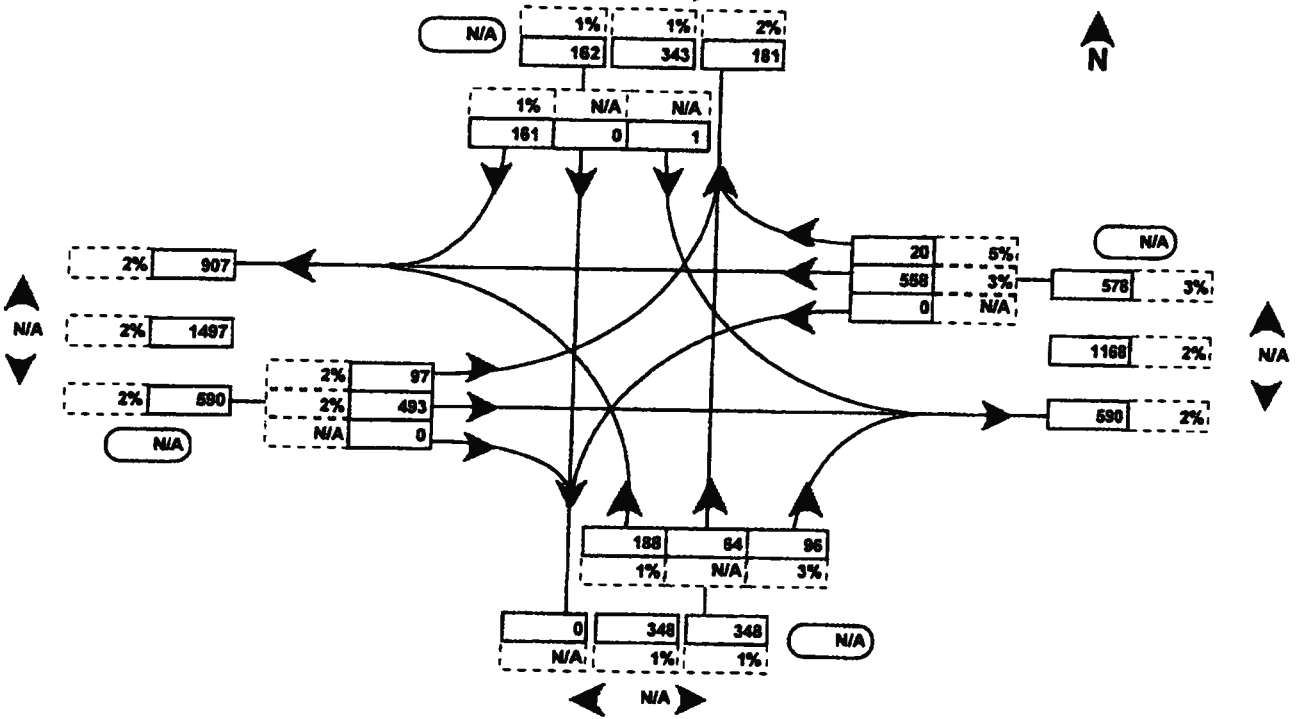 1% 1% 2%
N/A 162 343 181
N
1% N/A N/A
161 0 1
20 5%
N/A
2% 907
558 3%
578 3%
0 N/A
N/A
2% 1497
1168 2%
N/A
2% 97
2% 590
2% 493
590 2%
N/A 0
N/A
188 64 96
1% N/A 3%
0 348 348
N/A
N/A 1% 1%
N/A